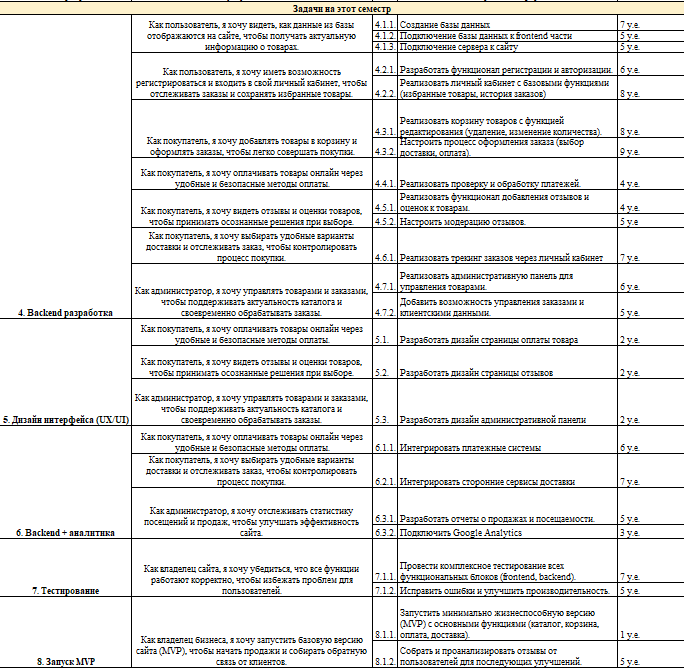 Задачи на этот семестр
Как пользователь, я хочу видеть, как данные из базы
отображаются на сайте, чтобы получать актуальную
информацию о товарах.
4.1.1. Создание базы данных 7 у.е.
4.1.2. Подключение базы данных к frontend части 5 у.е.
4.1.3. Подключение сервера к сайту 5 у.е.
Как пользователь, я хочу иметь возможность
регистрироваться и входить в свой личный кабинет, чтобы
отслеживать заказы и сохранять избранные товары.
4.2.1. Разработать функционал регистрации и авторизации. 6 у.е.
Реализовать личный кабинет с базовыми функциями
4.2.2. (избранные товары, история заказов) 8 у.е.
Как покупатель, я хочу добавлять товары в корзину и
оформлять заказы, чтобы легко совершать покупки.
Реализовать корзину товаров с функцией
4.3.1. редактирования (удаление, изменение количества). 8 у.е.
Настроить процесс оформления заказа (выбор
4.3.2. доставки, оплата). 9 у.е.
Как покупатель, я хочу оплачивать товары онлайн через
удобные и безопасные методы оплаты.
4.4.1. Реализовать проверку и обработку платежей. 4 у.е.
Как покупатель, я хочу видеть отзывы и оценки товаров,
чтобы принимать осознанные решения при выборе.
Реализовать функционал добавления отзывов и
4.5.1. оценок к товарам. 4 у.е.
4.5.2. Настроить модерацию отзывов. 5 у.е
Как покупатель, я хочу выбирать удобные варианты
доставки и отслеживать заказ, чтобы контролировать
процесс покупки.
4.6.1. Реализовать трекинг заказов через личный кабинет 7 у.е.
Как администратор, я хочу управлять товарами и заказами,
чтобы поддерживать актуальность каталога и
своевременно обрабатывать заказы.
Реализовать административную панель для
4.7.1. управления товарами. 6 у.е.
Добавить возможность управления заказами и
4.7.2. клиентскими данными. 5 у.е.
4. Backend разработка
Как покупатель, я хочу оплачивать товары онлайн через
удобные и безопасные методы оплаты.
5.1. Разработать дизайн страницы оплаты товара 2 у.е.
Как покупатель, я хочу видеть отзывы и оценки товаров,
чтобы принимать осознанные решения при выборе.
5.2. Разработать дизайн страницы отзывов 2 у.е.
Как администратор, я хочу управлять товарами и заказами,
чтобы поддерживать актуальность каталога и
своевременно обрабатывать заказы.
5.3. Разработать дизайн административной панели 2 у.е.
5. Дизайн интерфейса (UX/UI)
Как покупатель, я хочу оплачивать товары онлайн через
удобные и безопасные методы оплаты.
6.1.1. Интегрировать платежные системы 6 у.е.
Как покупатель, я хочу выбирать удобные варианты
доставки и отслеживать заказ, чтобы контролировать
процесс покупки.
6.2.1. Интегрировать сторонние сервисы доставки 7 у.е.
Как администратор, я хочу отслеживать статистику
посещений и продаж, чтобы улучшать эффективность
сайта.
6.3.1. Разработать отчеты о продажах и посещаемости. 5 у.е.
6.3.2. Подключить Google Analytics 3 у.е.
6. Backend + аналитика
Как владелец сайта, я хочу убедиться, что все функции
работают корректно, чтобы избежать проблем для
пользователей.
Провести комплексное тестирование всех
7.1.1. функциональных блоков (frontend, backend). 7 у.е.
7.1.2. Исправить ошибки и улучшить производительность. 5 у.е.
7. Тестирование
Как владелец бизнеса, я хочу запустить базовую версию
сайта (MVP), чтобы начать продажи и собирать обратную
связь от клиентов.
Запустить минимально жизнеспособную версию
(MVP) с основными функциями (каталог, корзина,
8.1.1. оплата, доставка). 1 у.е.
Собрать и проанализировать отзывы от
8.1.2. пользователей для последующих улучшений. 5 у.е.
8. Запуск MVP